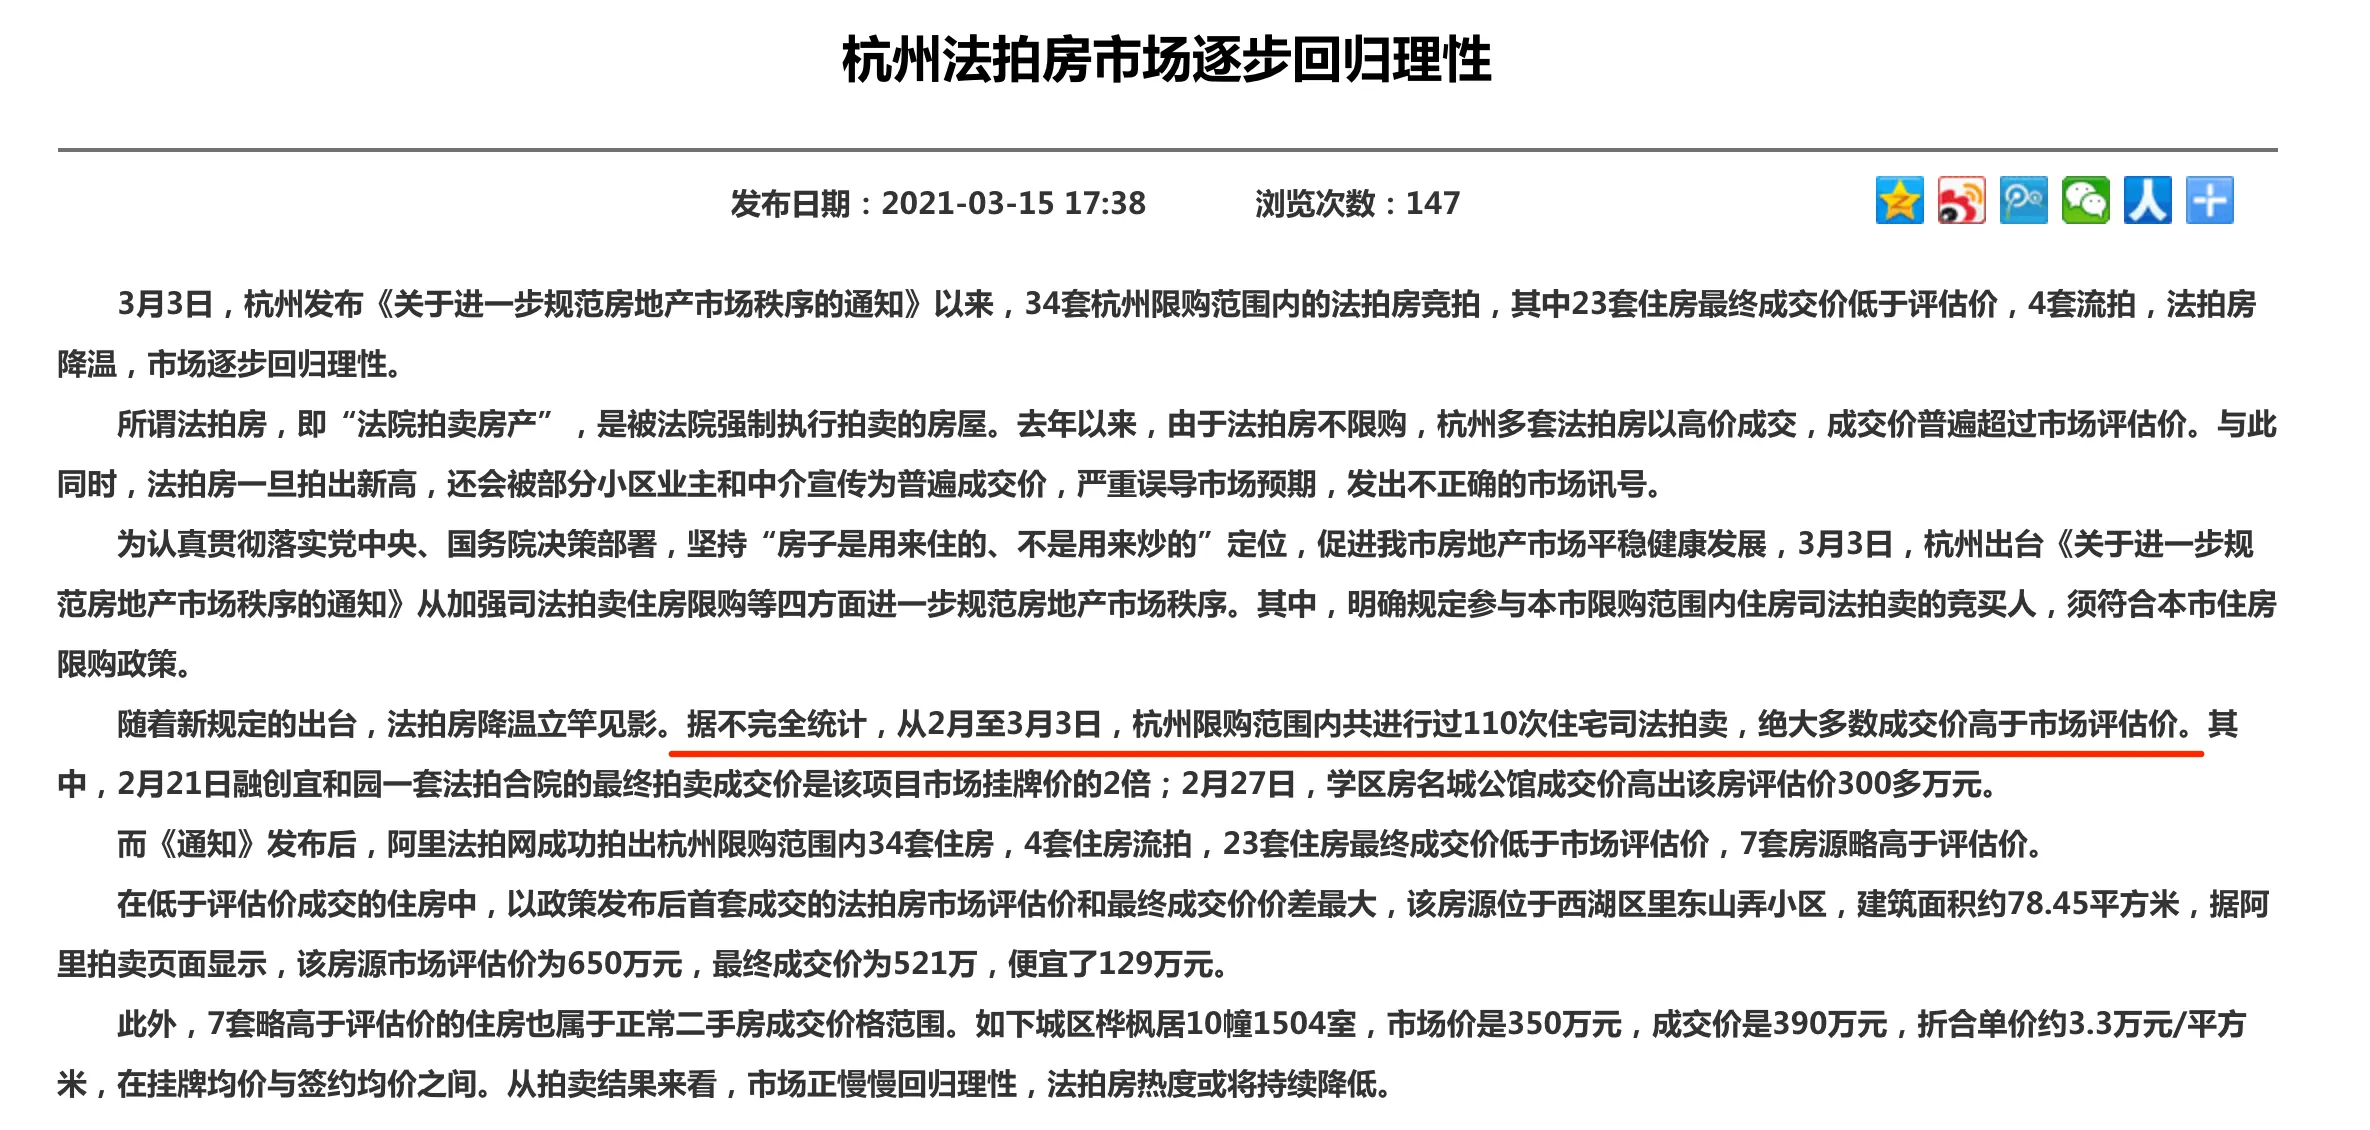 杭州法拍房市场逐步回归理性
发布日期：2021-03-15 17:38 浏览次数：147
3月3日，杭州发布《关于进一步规范房地产市场秩序的通知》以来，34套杭州限购范围内的法拍房竞拍，其中23套住房最终成交价低于评估价，4套流拍，法拍房
降温，市场逐步回归理性。
所谓法拍房，即“法院拍卖房产”，是被法院强制执行拍卖的房屋。去年以来，由于法拍房不限购，杭州多套法拍房以高价成交，成交价普遍超过市场评估价。与此
同时，法拍房一旦拍出新高，还会被部分小区业主和中介宣传为普遍成交价，严重误导市场预期，发出不正确的市场讯号。
为认真贯彻落实党中央、国务院决策部署，坚持“房子是用来住的、不是用来炒的”定位，促进我市房地产市场平稳健康发展，3月3日，杭州出台《关于进一步规
范房地产市场秩序的通知》从加强司法拍卖住房限购等四方面进一步规范房地产市场秩序。其中，明确规定参与本市限购范围内住房司法拍卖的竞买人，须符合本市住房
限购政策。
随着新规定的出台，法拍房降温立竿见影。据不完全统计，从2月至3月3日，杭州限购范围内共进行过110次住宅司法拍卖，绝大多数成交价高于市场评估价。其
中，2月21日融创宜和园一套法拍合院的最终拍卖成交价是该项目市场挂牌价的2倍；2月27日，学区房名城公馆成交价高出该房评估价300多万元。
而《通知》发布后，阿里法拍网成功拍出杭州限购范围内34套住房，4套住房流拍，23套住房最终成交价低于市场评估价，7套房源略高于评估价。
在低于评估价成交的住房中，以政策发布后首套成交的法拍房市场评估价和最终成交价价差最大，该房源位于西湖区里东山弄小区，建筑面积约78.45平方米，据阿
里拍卖页面显示，该房源市场评估价为650万元，最终成交价为521万，便宜了129万元。
此外，7套略高于评估价的住房也属于正常二手房成交价格范围。如下城区桦枫居10幢1504室，市场价是350万元，成交价是390万元，折合单价约3.3万元/平方
米，在挂牌均价与签约均价之间。从拍卖结果来看，市场正慢慢回归理性，法拍房热度或将持续降低。